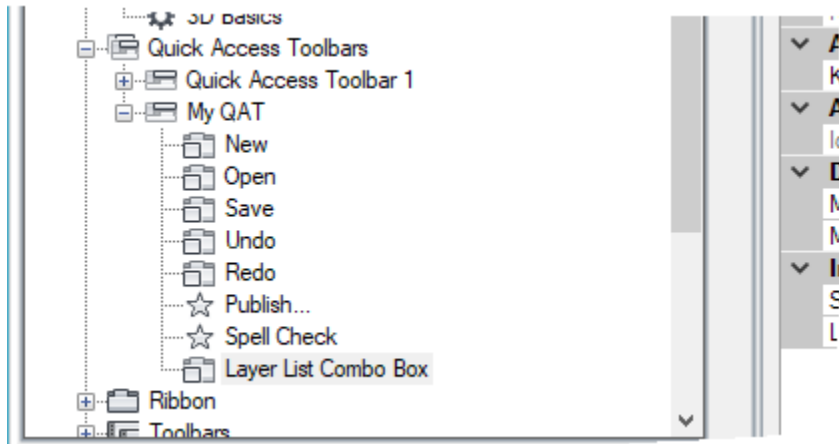 3D Basics
Quick Access Toolbars
Quick Access Toolbar 1
My QAT
New
Open
Save
Undo
Redo
Publish...
Spell Check
Layer List Combo Box
Ribbon
Toolbars